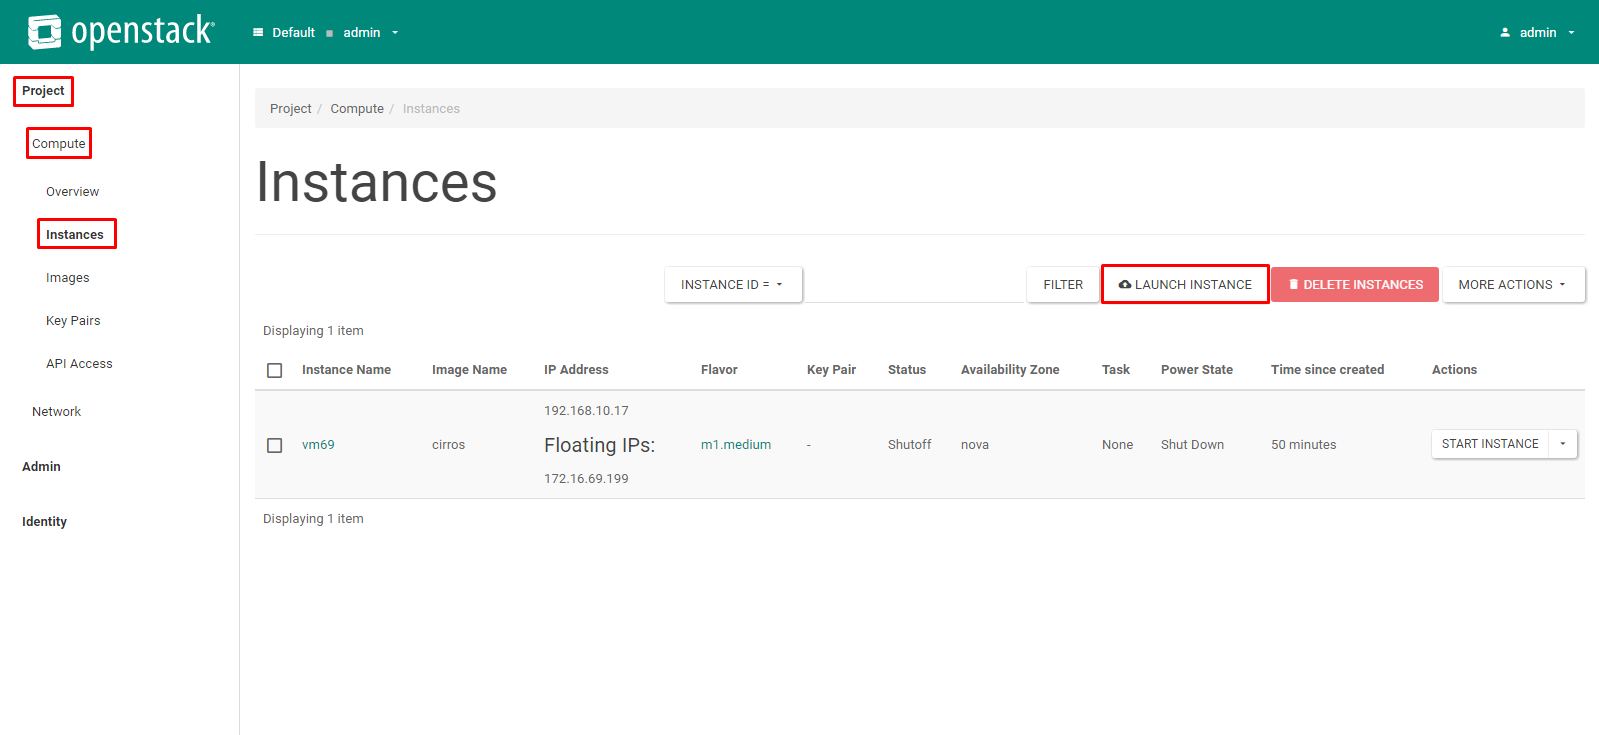 openstack
Default admin
admin
Project
Compute
Overview
Instances
Images
Key Pairs
API Access
Network
Admin
Identity
Project / Compute / Instances
Instances
INSTANCE ID =
FILTER
LAUNCH INSTANCE
DELETE INSTANCES
MORE ACTIONS
Displaying 1 item
Instance Name Image Name IP Address Flavor Key Pair Status Availability Zone Task Power State Time since created Actions
192.168.10.17
vm69 cirros Floating IPs: m1.medium - Shutoff nova None Shut Down 50 minutes START INSTANCE
172.16.69.199
Displaying 1 item